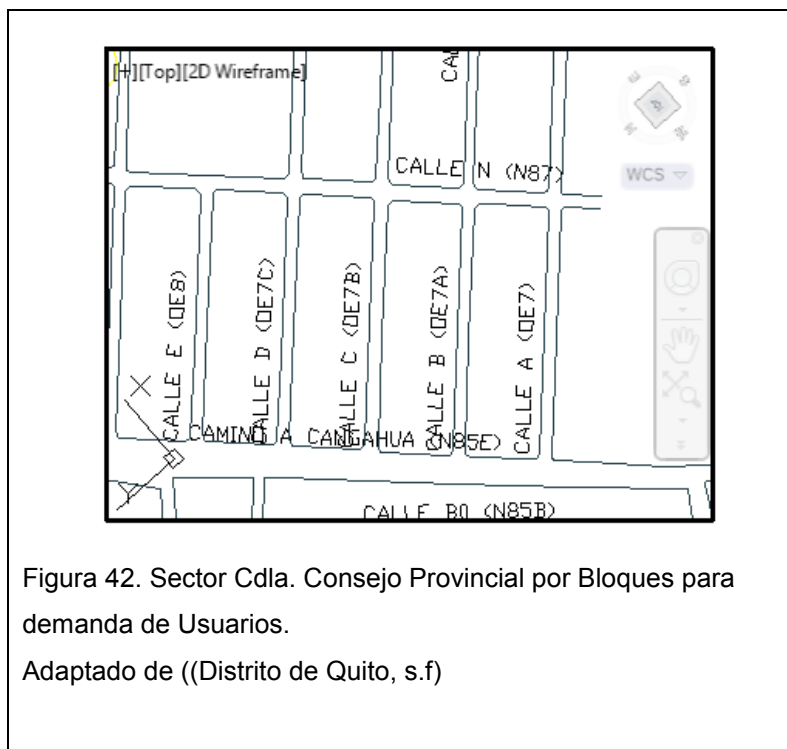 [+][Top][2D Wireframe]
CALLE N (N87)
WCS
CALLE E (OE8)
CALLE D (OE7C)
CALLE C (OE7B)
CALLE B (OE7A)
CALLE A (OE7)
X
CAMINO A CANGAHUA (N85E)
Y
CALLE BQ (N85B)
Figura 42. Sector Cdla. Consejo Provincial por Bloques para
demanda de Usuarios.
Adaptado de ((Distrito de Quito, s.f)